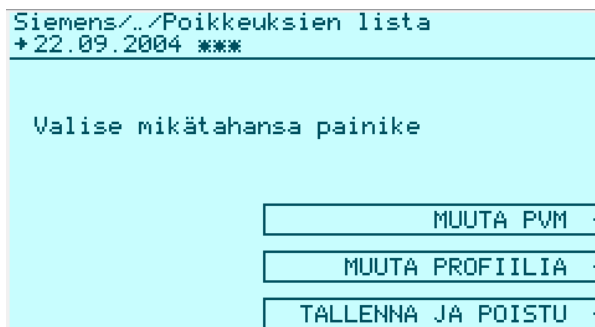 Siemens/../Poikkeuksien lista
→22.09.2004 ***
Valise mikätahansa painike
MUUTA PVM
MUUTA PROFIILIA
TALLENNA JA POISTU